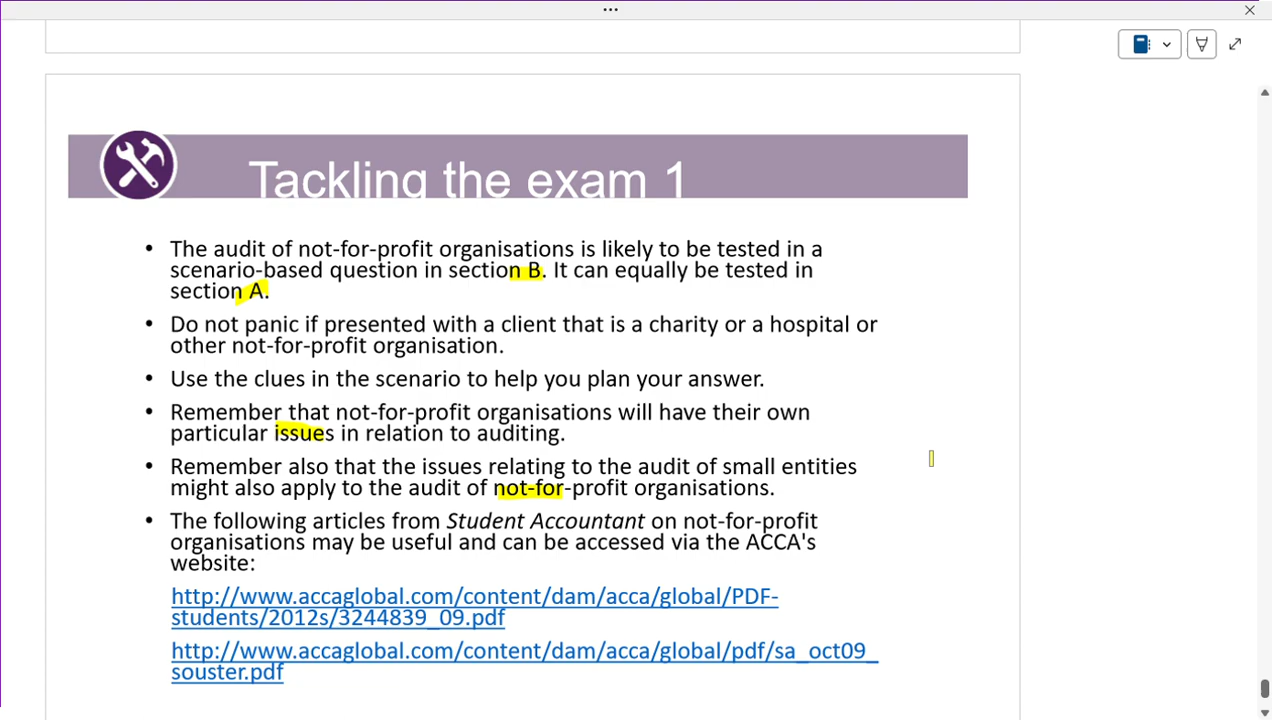 Tackling the exam 1
• The audit of not-for-profit organisations is likely to be tested in a
scenario-based question in section B. It can equally be tested in
section A.
• Do not panic if presented with a client that is a charity or a hospital or
other not-for-profit organisation.
• Use the clues in the scenario to help you plan your answer.
• Remember that not-for-profit organisations will have their own
particular issues in relation to auditing.
• Remember also that the issues relating to the audit of small entities
might also apply to the audit of not-for-profit organisations.
• The following articles from Student Accountant on not-for-profit
organisations may be useful and can be accessed via the ACCA's
website:
http://www.accaglobal.com/content/dam/acca/global/PDF-
students/2012s/3244839_09.pdf
http://www.accaglobal.com/content/dam/acca/global/pdf/sa_oct09_
souster.pdf